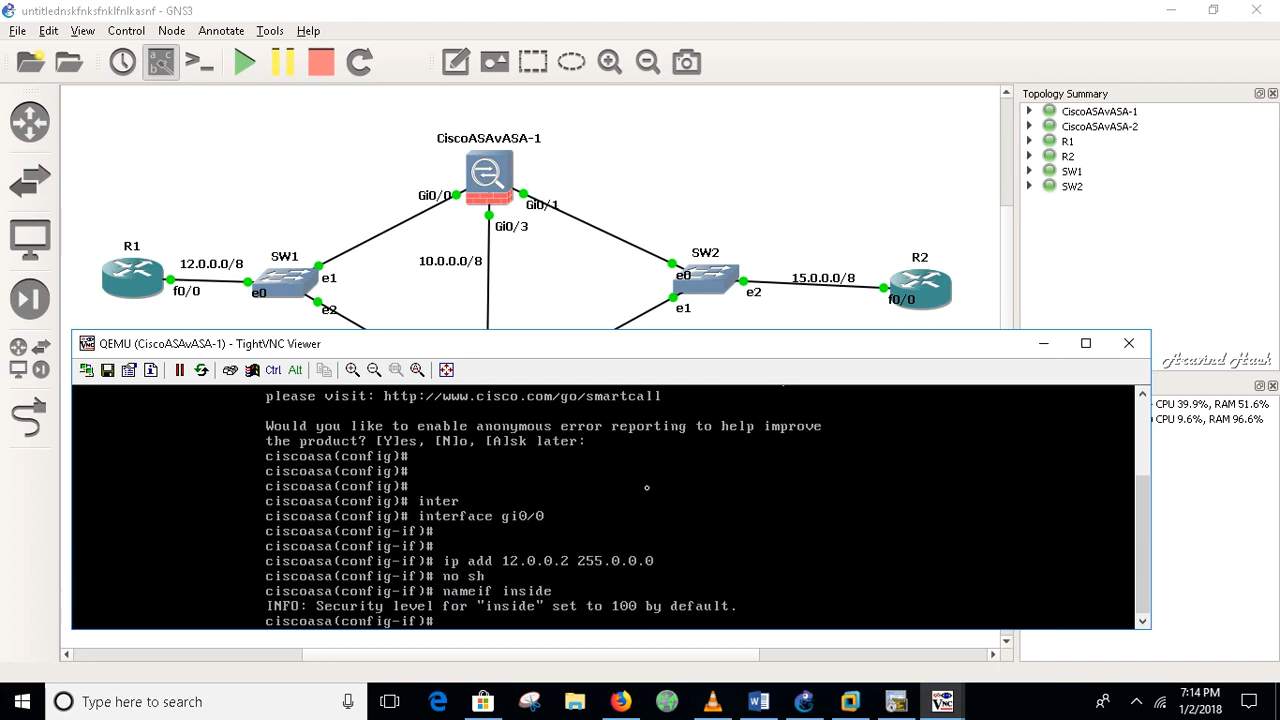 untitlednskfnksfnklfnlkasnf - GNS3
File Edit View Control Node Annotate Tools Help
Topology Summary
CiscoASAvASA-1
CiscoASAvASA-2
R1
R2
SW1
SW2
CiscoASAvASA-1
Gi0/0
Gi0/1
Gi0/3
R1
12.0.0.0/8
f0/0
SW1
e0
e1
e2
10.0.0.0/8
SW2
e0
e1
e2
15.0.0.0/8
R2
f0/0
Aravind Hack
CPU 39.9%, RAM 51.6%
CPU 9.6%, RAM 96.6%
QEMU (CiscoASAvASA-1) - TightVNC Viewer
Ctrl Alt
please visit: http://www.cisco.com/go/smartcall
Would you like to enable anonymous error reporting to help improve
the product? [Y]es, [N]o, [A]sk later:
ciscoasa(config)#
ciscoasa(config)#
ciscoasa(config)#
ciscoasa(config)# inter
ciscoasa(config)# interface gi0/0
ciscoasa(config-if)#
ciscoasa(config-if)#
ciscoasa(config-if)# ip add 12.0.0.2 255.0.0.0
ciscoasa(config-if)# no sh
ciscoasa(config-if)# nameif inside
INFO: Security level for "inside" set to 100 by default.
ciscoasa(config-if)#
Type here to search
7:14 PM
1/2/2018